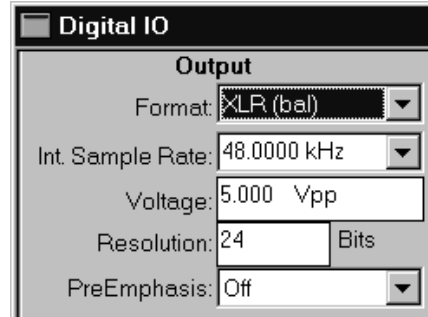 Digital IO
Output
Format: XLR (bal)
Int. Sample Rate: 48.0000 kHz
Voltage: 5.000 Vpp
Resolution: 24 Bits
PreEmphasis: Off